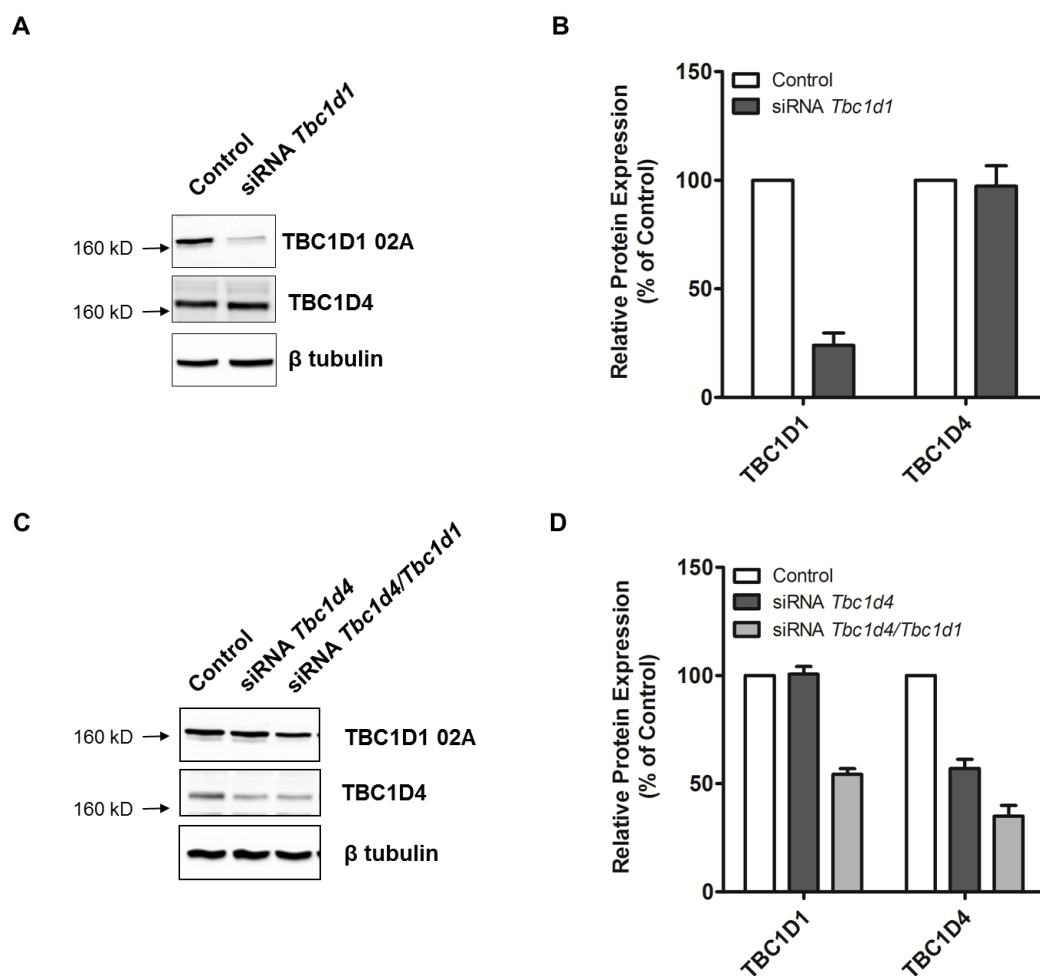 A
Control
siRNA Tbc1d1
160 kD
TBC1D1 02A
160 kD
TBC1D4
β tubulin
B
Relative Protein Expression
(% of Control)
150
100
50
0
Control
siRNA Tbc1d1
TBC1D1
TBC1D4
C
Control
siRNA Tbc1d4
siRNA Tbc1d4/Tbc1d1
160 kD
TBC1D1 02A
160 kD
TBC1D4
β tubulin
D
Relative Protein Expression
(% of Control)
150
100
50
0
Control
siRNA Tbc1d4
siRNA Tbc1d4/Tbc1d1
TBC1D1
TBC1D4